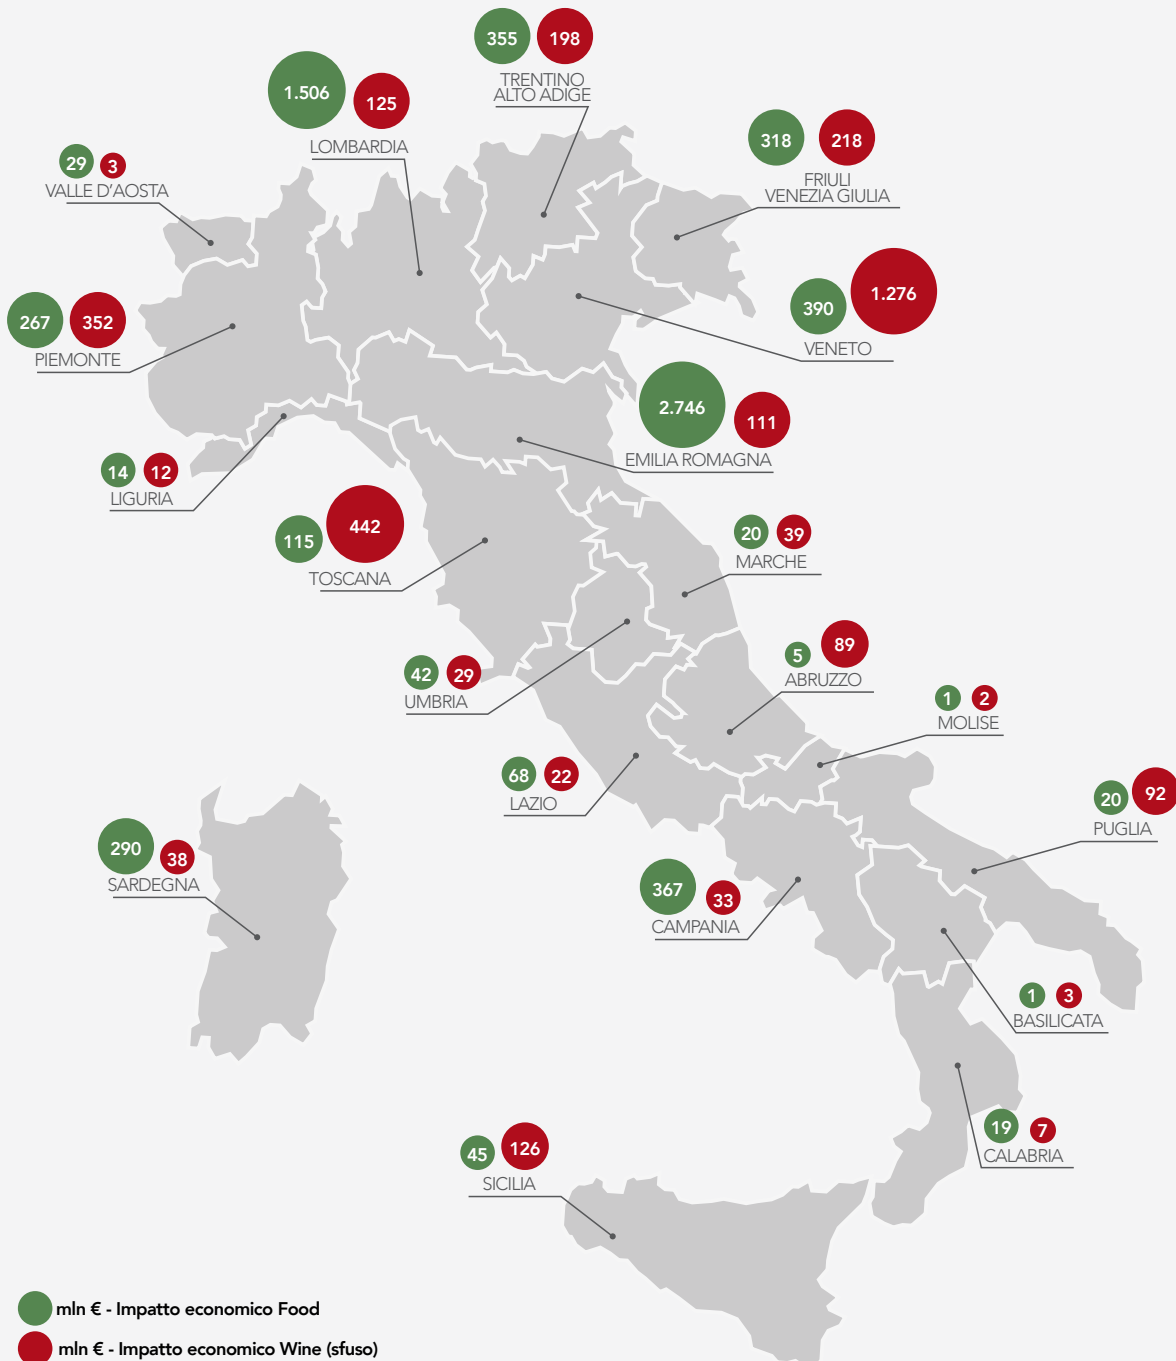 355 198
TRENTINO
ALTO ADIGE
1.506 125
LOMBARDIA
318 218
FRIULI
VENEZIA GIULIA
29 3
VALLE D'AOSTA
390 1.276
VENETO
267 352
PIEMONTE
2.746 111
EMILIA ROMAGNA
14 12
LIGURIA
115 442
TOSCANA
20 39
MARCHE
5 89
ABRUZZO
42 29
UMBRIA
1 2
MOLISE
68 22
LAZIO
20 92
PUGLIA
290 38
SARDEGNA
367 33
CAMPANIA
1 3
BASILICATA
19 7
CALABRIA
45 126
SICILIA
mln € - Impatto economico Food
mln € - Impatto economico Wine (sfuso)